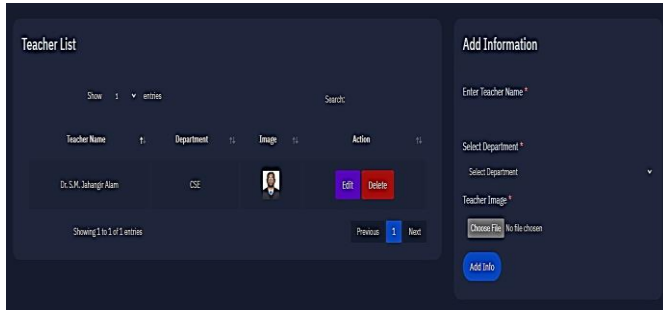 Teacher List
Show 1 entries
Search:
Teacher Name Department Image Action
Dr. S.M. Jahangir Alam CSE Edit Delete
Showing 1 to 1 of 1 entries
Previous 1 Next
Add Information
Enter Teacher Name *
Select Department *
Select Department
Teacher Image *
Choose File No file chosen
Add Info